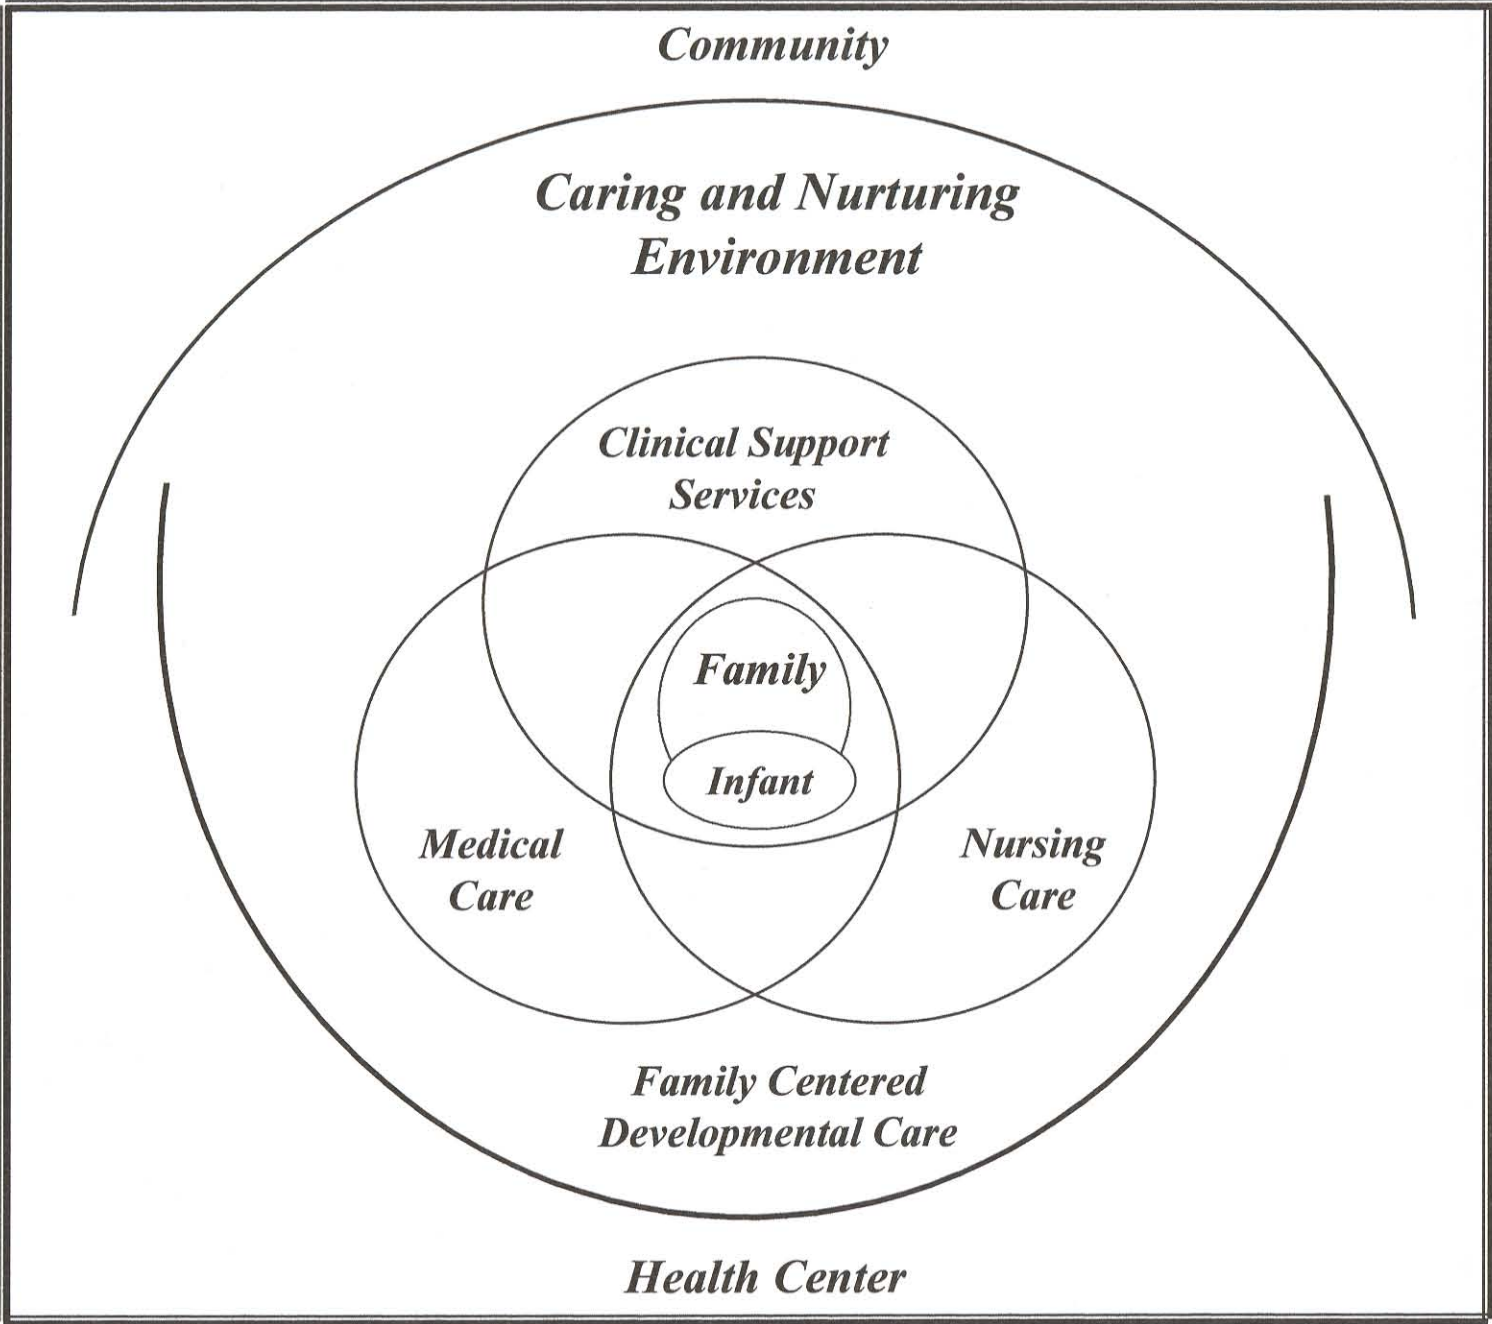 Community
Caring and Nurturing
Environment
Clinical Support
Services
Family
Infant
Medical
Care
Nursing
Care
Family Centered
Developmental Care
Health Center